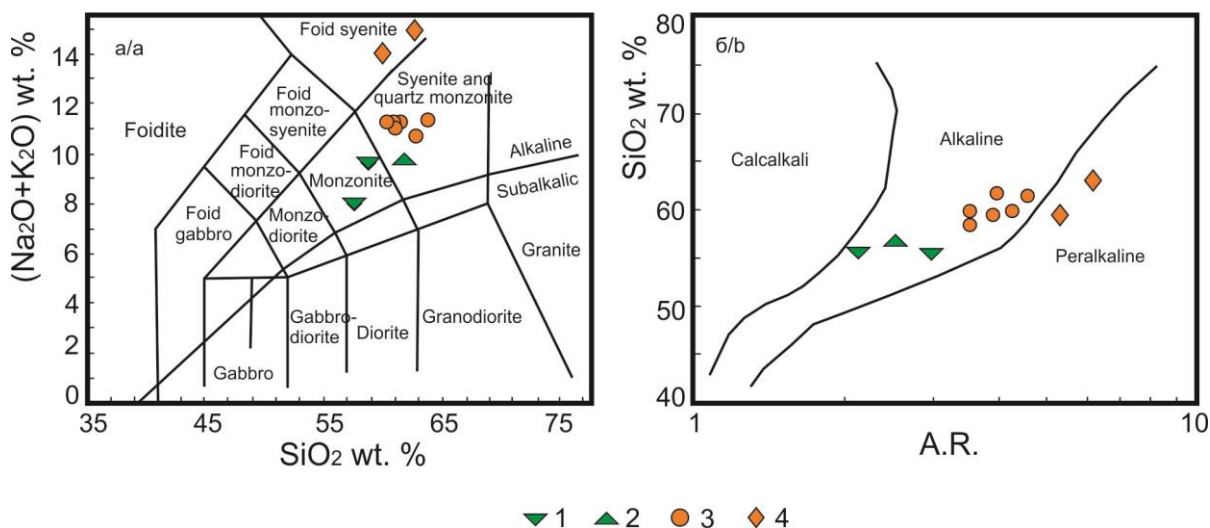 a/a
(Na₂O+K₂O) wt. %
14
12
10
8
6
4
2
0
35
45
55
65
75
SiO₂ wt. %
Foid syenite
Syenite and
quartz monzonite
Foid
monzo-
syenite
Foidite
Foid
monzo-
diorite
Monzonite
Alkaline
Subalkalic
Foid
gabbro
Monzo-
diorite
Granite
Gabbro-
diorite
Diorite
Granodiorite
Gabbro
б/b
SiO₂ wt. %
80
70
60
50
40
1
10
A.R.
Calcalkali
Alkaline
Peralkaline
1 2 3 4